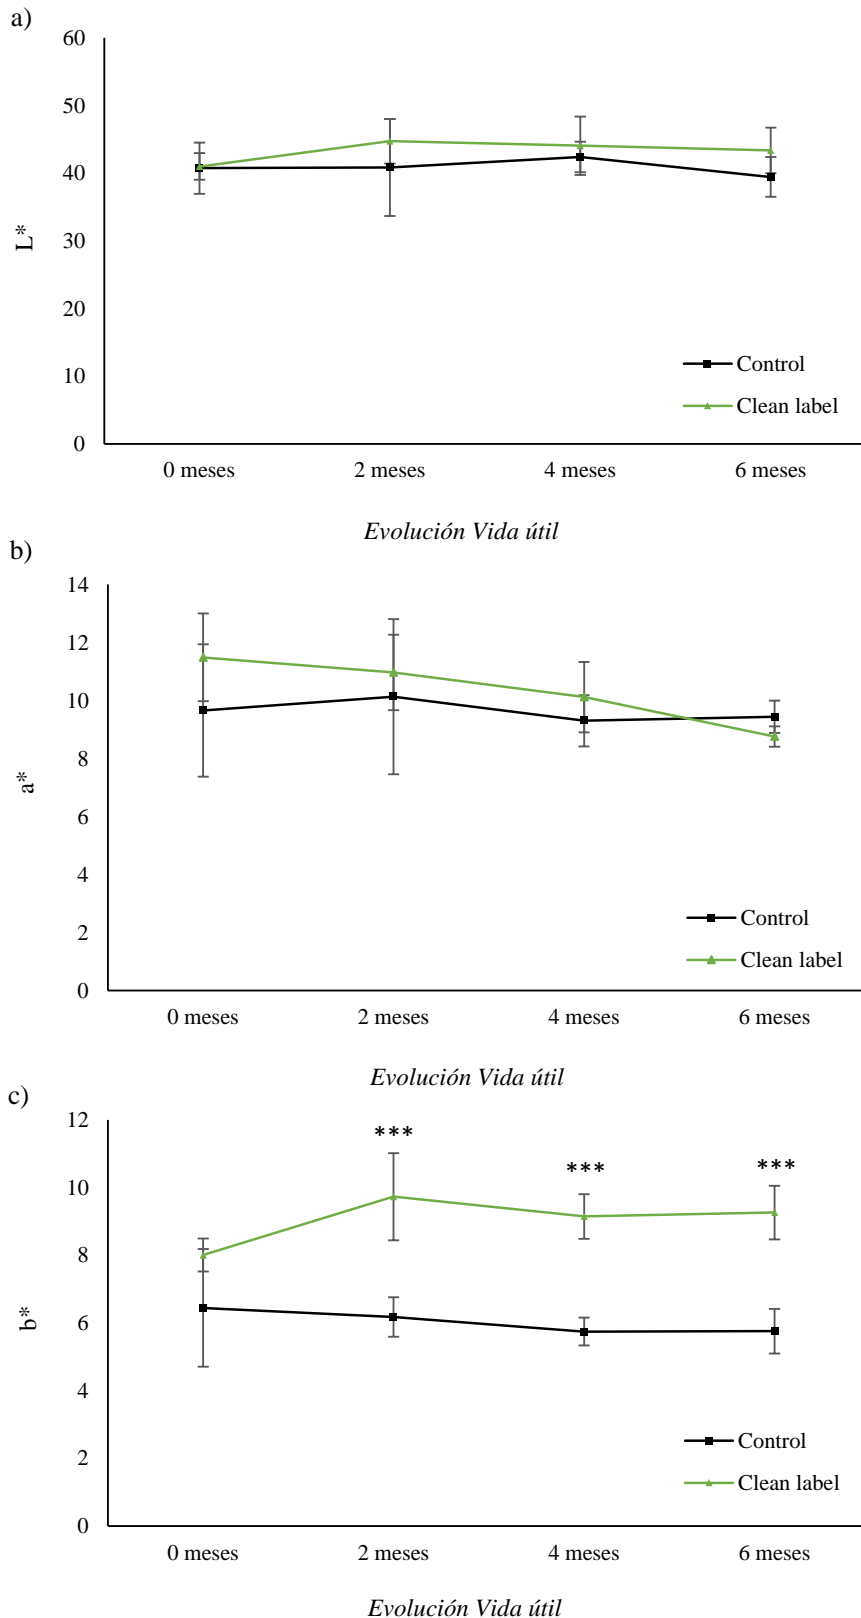 a)
60
50
40
30
20
10
0
L*
Control
Clean label
0 meses 2 meses 4 meses 6 meses
Evolución Vida útil
b)
14
12
10
8
6
4
2
0
a*
Control
Clean label
0 meses 2 meses 4 meses 6 meses
Evolución Vida útil
c)
12
10
8
6
4
2
0
b*
*** *** ***
Control
Clean label
0 meses 2 meses 4 meses 6 meses
Evolución Vida útil